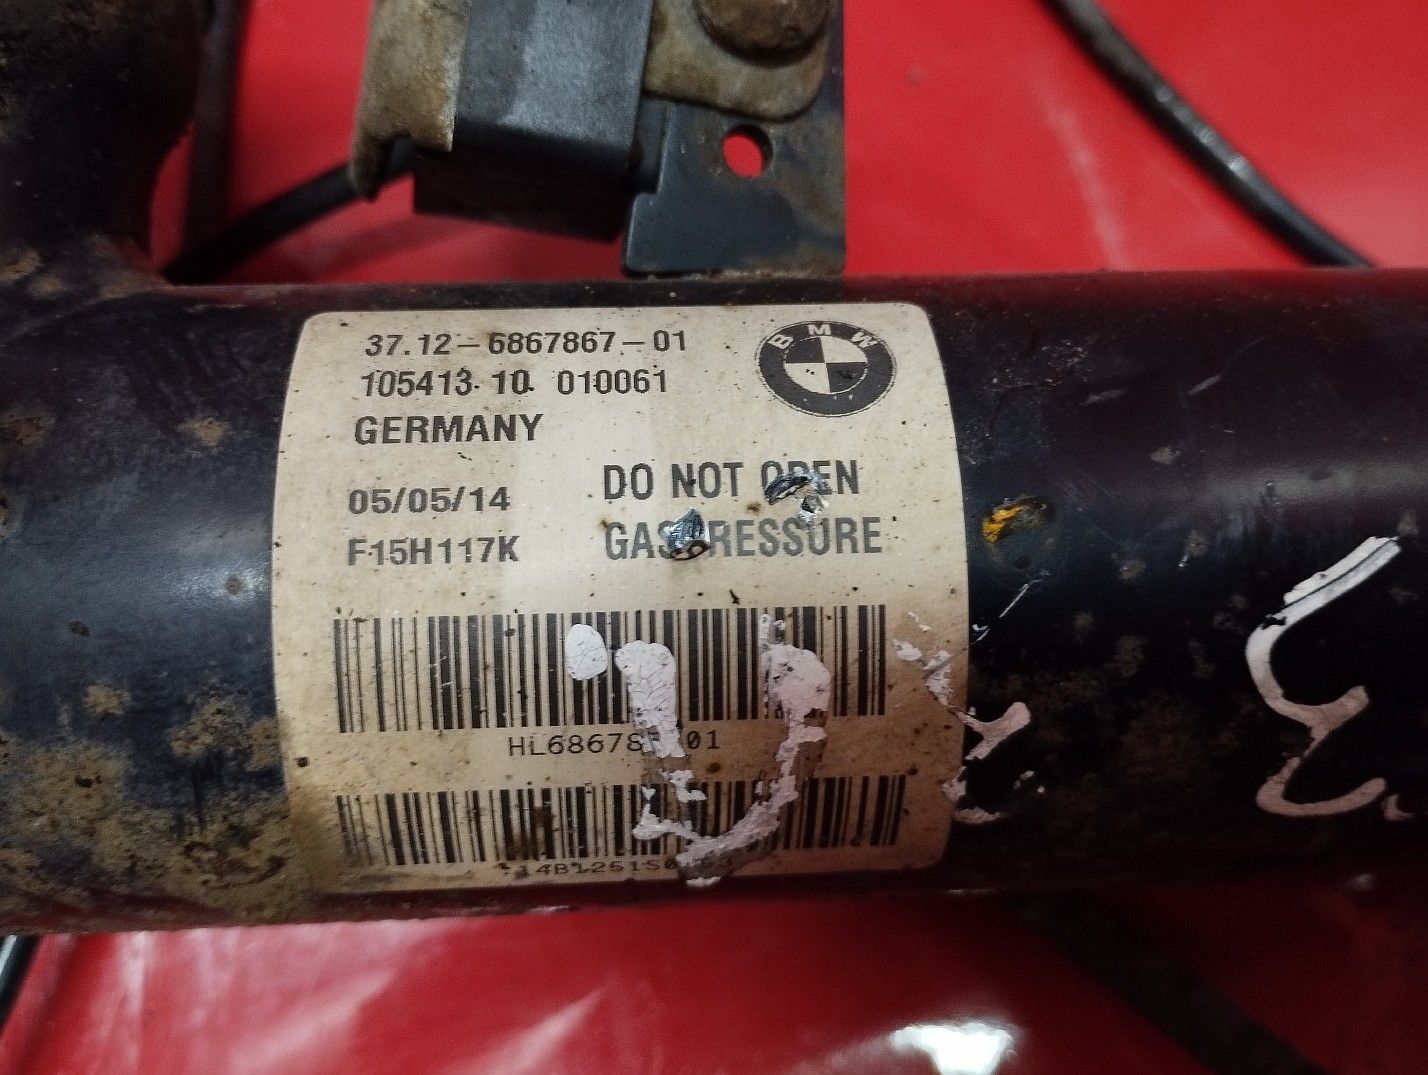 37.12-6867867-01
BMW
105413 10 010061
GERMANY
DO NOT OPEN
05/05/14
GAS PRESSURE
F15H117K